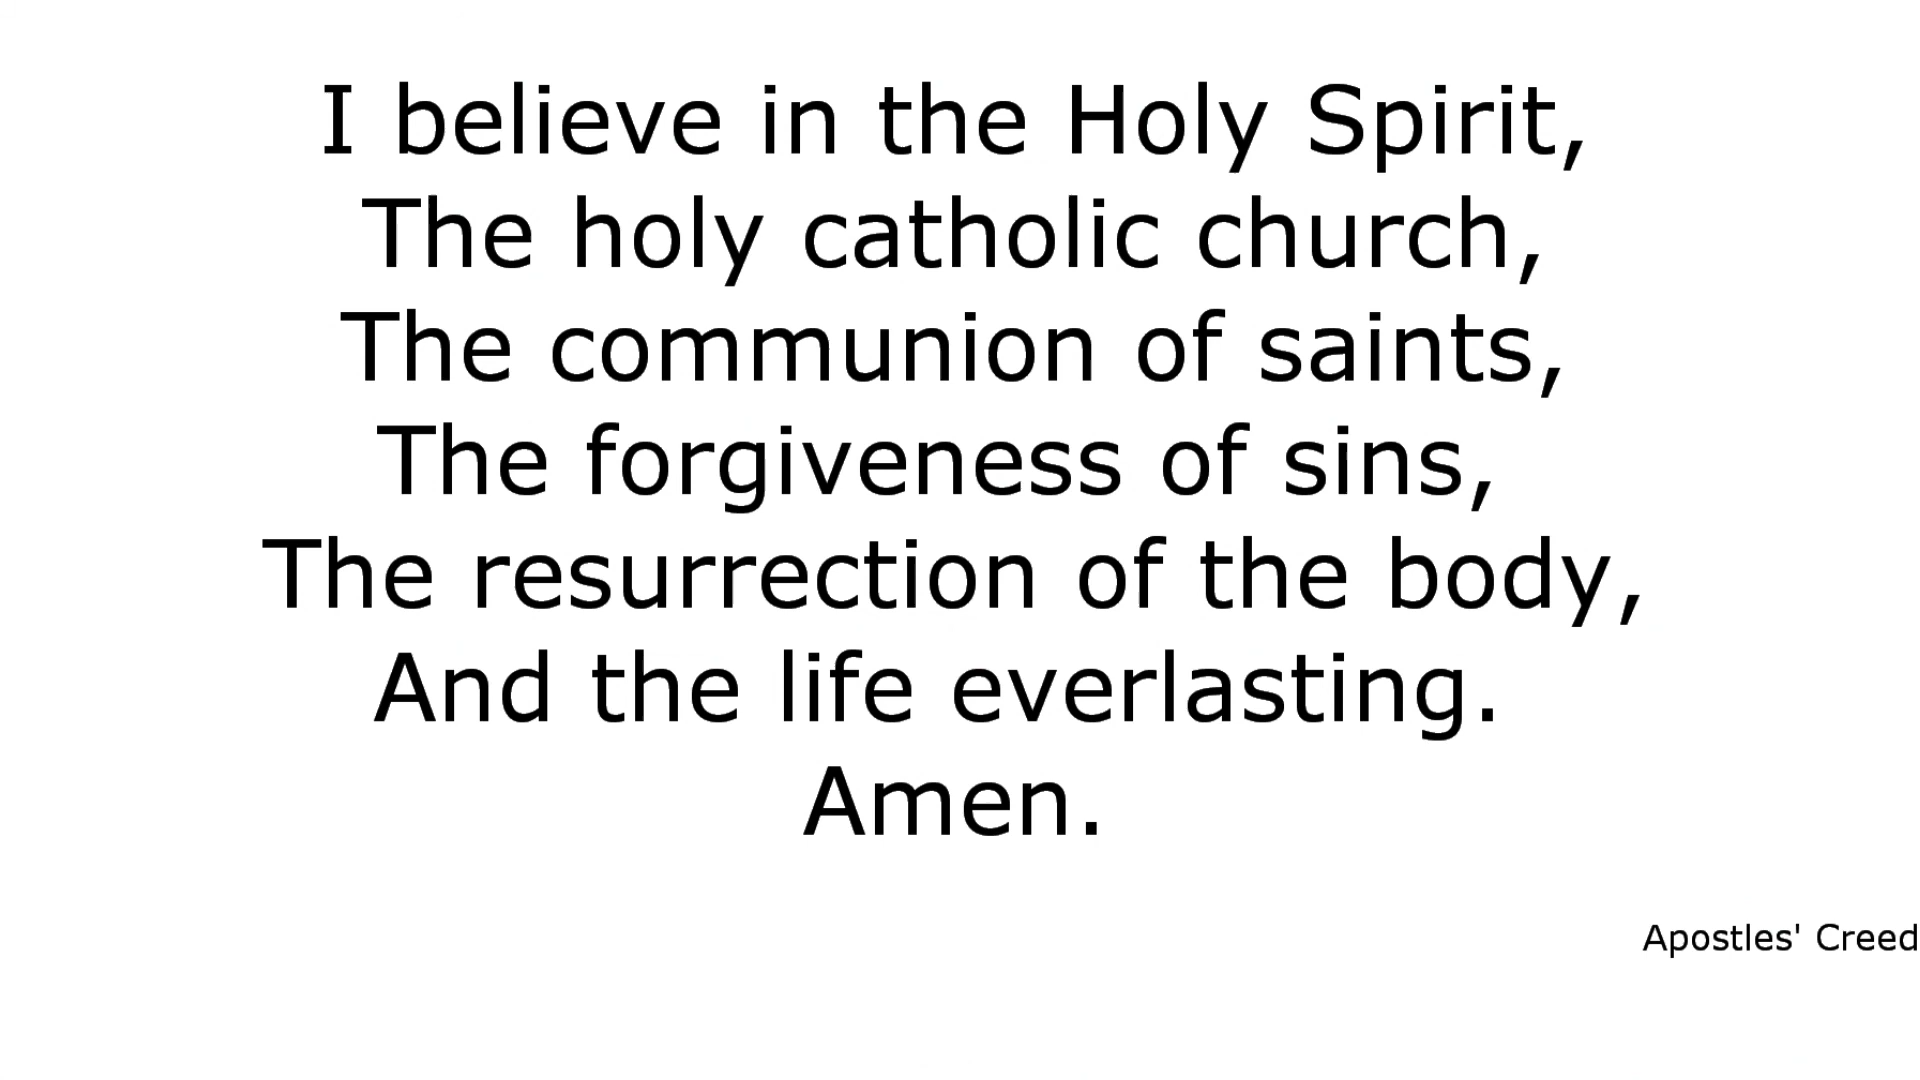 I believe in the Holy Spirit,
The holy catholic church,
The communion of saints,
The forgiveness of sins,
The resurrection of the body,
And the life everlasting.
Amen.
Apostles' Creed